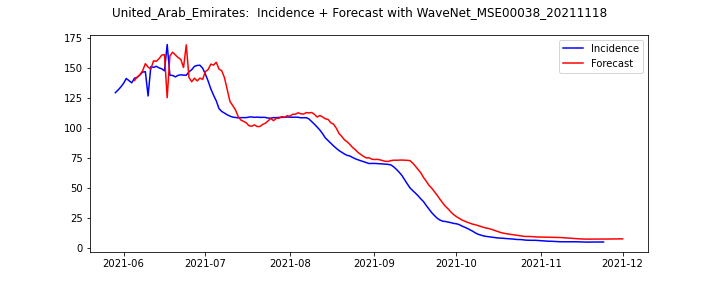 United_Arab_Emirates:  Incidence + Forecast with WaveNet_MSE00038_20211118
Incidence
Forecast
175
150
125
100
75
50
25
0
2021-06 2021-07 2021-08 2021-09 2021-10 2021-11 2021-12